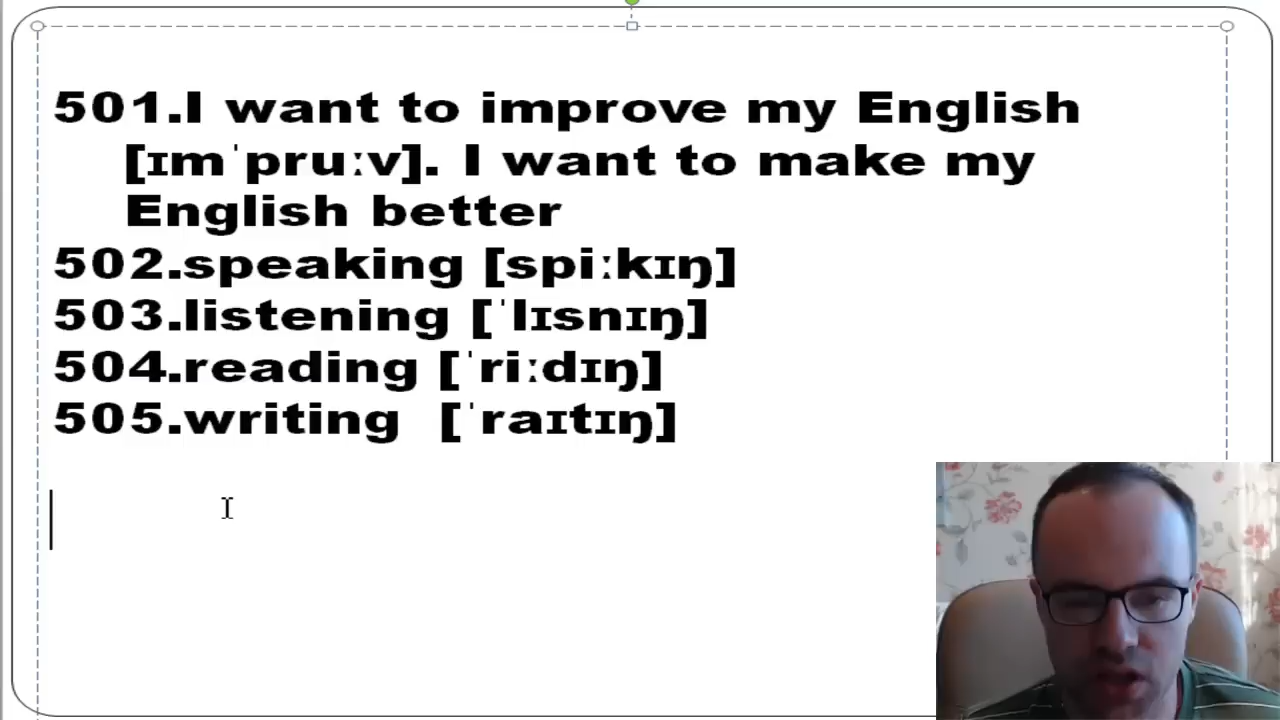 501.I want to improve my English
[ɪmˈpruːv]. I want to make my
English better
502.speaking [spiːkɪŋ]
503.listening [ˈlɪsnɪŋ]
504.reading [ˈriːdɪŋ]
505.writing  [ˈraɪtɪŋ]